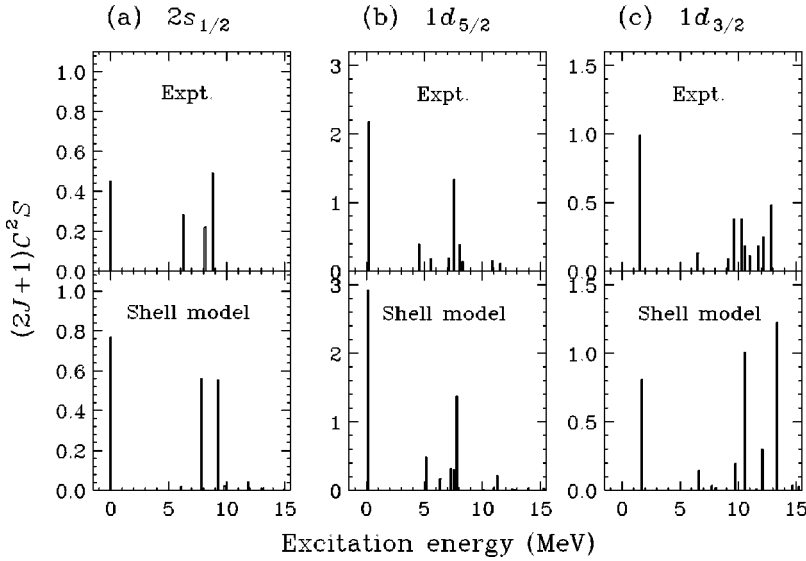 (a) 2s1/2 (b) 1d5/2 (c) 1d3/2
1.0 3 1.5
Expt. Expt. Expt.
0.8
2 1.0
0.6
0.4
1 0.5
0.2
0.0 0 0.0
1.0 3 1.5
Shell model Shell model Shell model
0.8
2 1.0
0.6
0.4
1 0.5
0.2
0.0 0 0.0
0 5 10 15 0 5 10 15 0 5 10 15
(2J+1)C²S
Excitation energy (MeV)